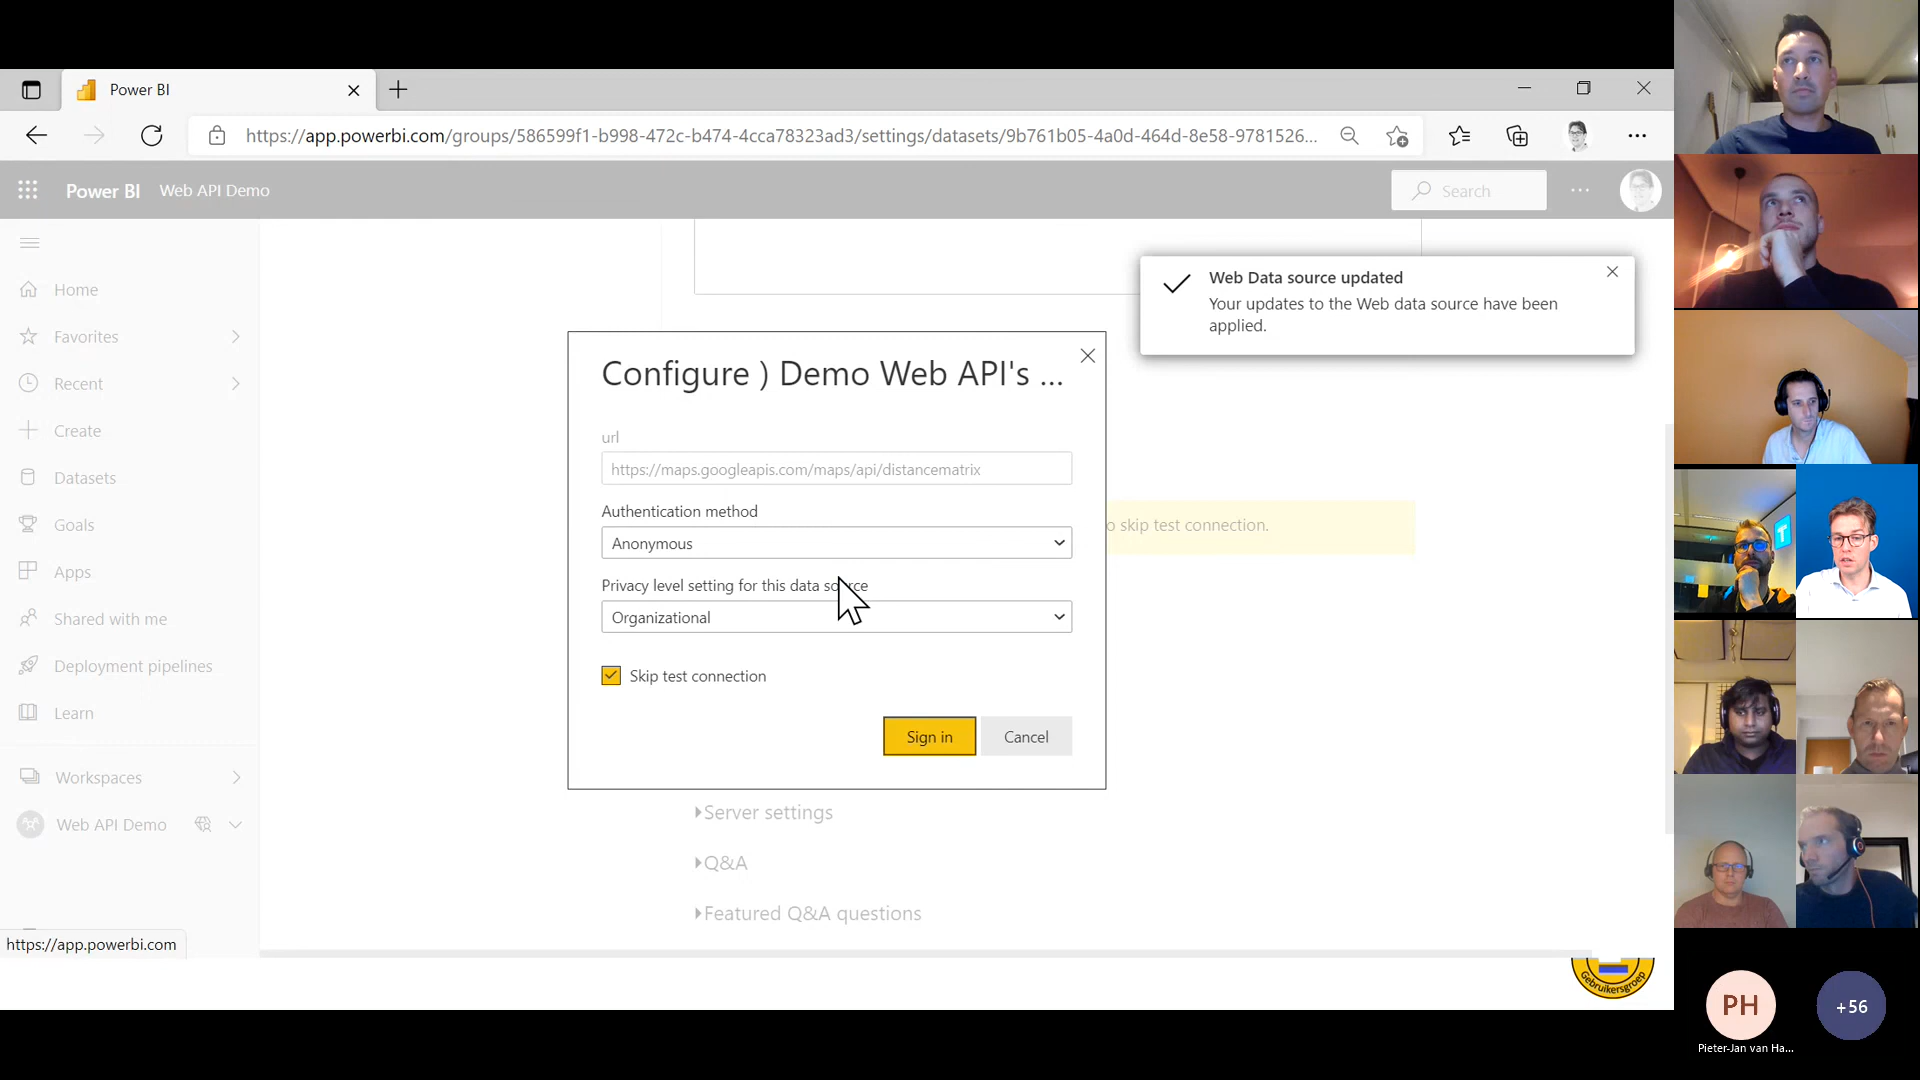 Power BI
https://app.powerbi.com/groups/586599f1-b998-472c-b474-4cca78323ad3/settings/datasets/9b761b05-4a0d-464d-8e58-9781526...
Power BI Web API Demo
Search
Home
Favorites
Recent
Create
Datasets
Goals
Apps
Shared with me
Deployment pipelines
Learn
Workspaces
Web API Demo
https://app.powerbi.com
Web Data source updated
Your updates to the Web data source have been
applied.
Configure ) Demo Web API's ...
url
https://maps.googleapis.com/maps/api/distancematrix
Authentication method
Anonymous
Privacy level setting for this data source
Organizational
Skip test connection
Sign in
Cancel
o skip test connection.
Server settings
Q&A
Featured Q&A questions
Gebruikersgroep
T
PH
Pieter-Jan van Ha...
+56